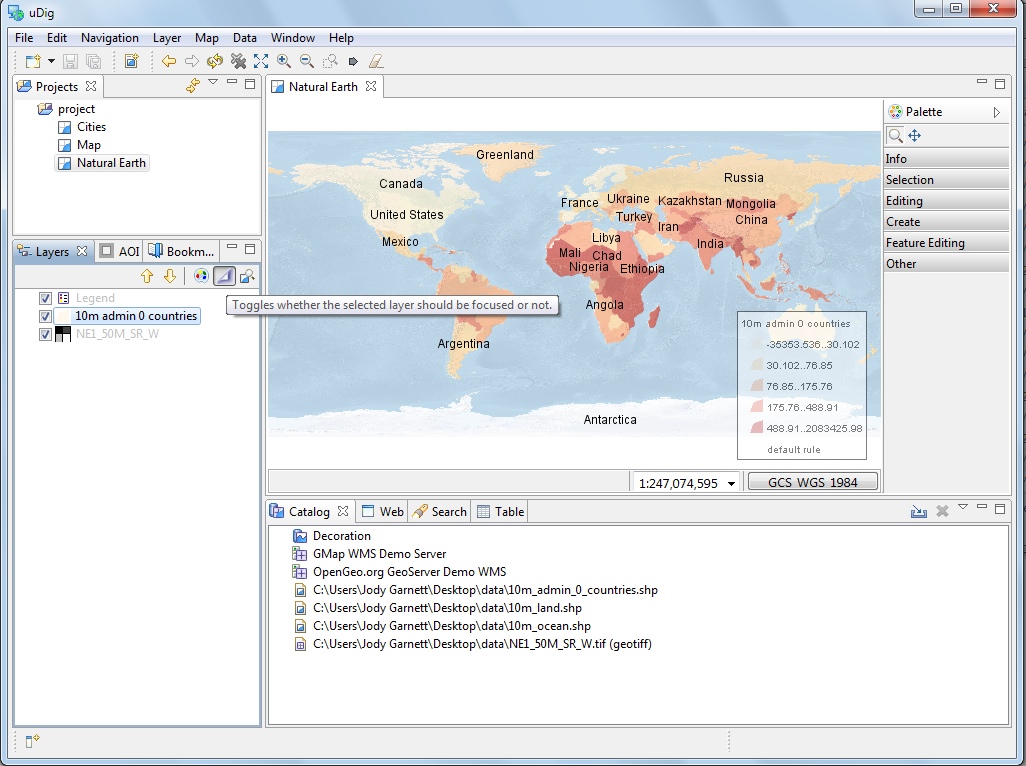 uDig
File Edit Navigation Layer Map Data Window Help
Projects
project
Cities
Map
Natural Earth
Layers AOI Bookm...
Legend
10m admin 0 countries
NE1_50M_SR_W
Toggles whether the selected layer should be focused or not.
Natural Earth
Greenland
Canada
Russia
United States
France
Ukraine
Kazakhstan
Mongolia
Turkey
China
Mexico
Iran
Libya
India
Mali
Chad
Nigeria
Ethiopia
Angola
Argentina
Antarctica
10m admin 0 countries
-35353.536..30.102
30.102..76.85
76.85..175.76
175.76..488.91
488.91..2083425.98
default rule
1:247,074,595
GCS_WGS_1984
Palette
Info
Selection
Editing
Create
Feature Editing
Other
Catalog Web Search Table
Decoration
GMap WMS Demo Server
OpenGeo.org GeoServer Demo WMS
C:\Users\Jody Garnett\Desktop\data\10m_admin_0_countries.shp
C:\Users\Jody Garnett\Desktop\data\10m_land.shp
C:\Users\Jody Garnett\Desktop\data\10m_ocean.shp
C:\Users\Jody Garnett\Desktop\data\NE1_50M_SR_W.tif (geotiff)